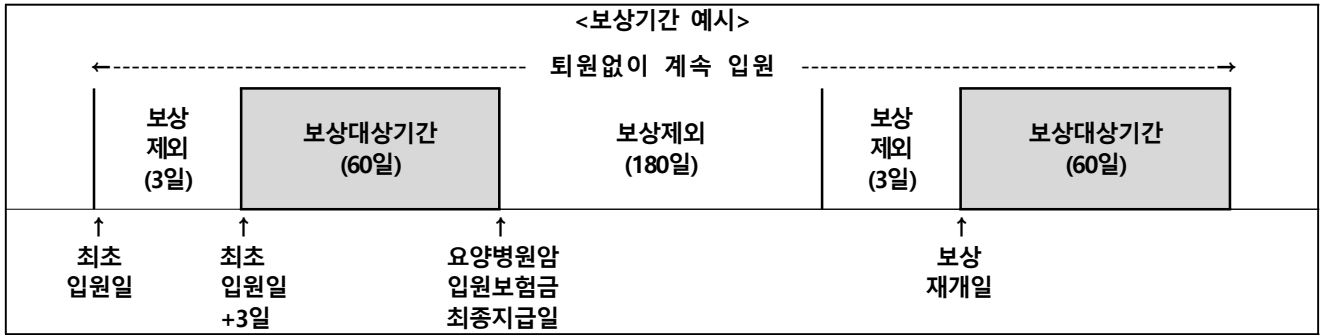 <보상기간 예시>
←---------------------------------------- 퇴원없이 계속 입원 ----------------------------------------→
보상
제외
(3일)
보상대상기간
(60일)
보상제외
(180일)
보상
제외
(3일)
보상대상기간
(60일)
↑
최초
입원일
↑
최초
입원일
+3일
↑
요양병원암
입원보험금
최종지급일
↑
보상
재개일